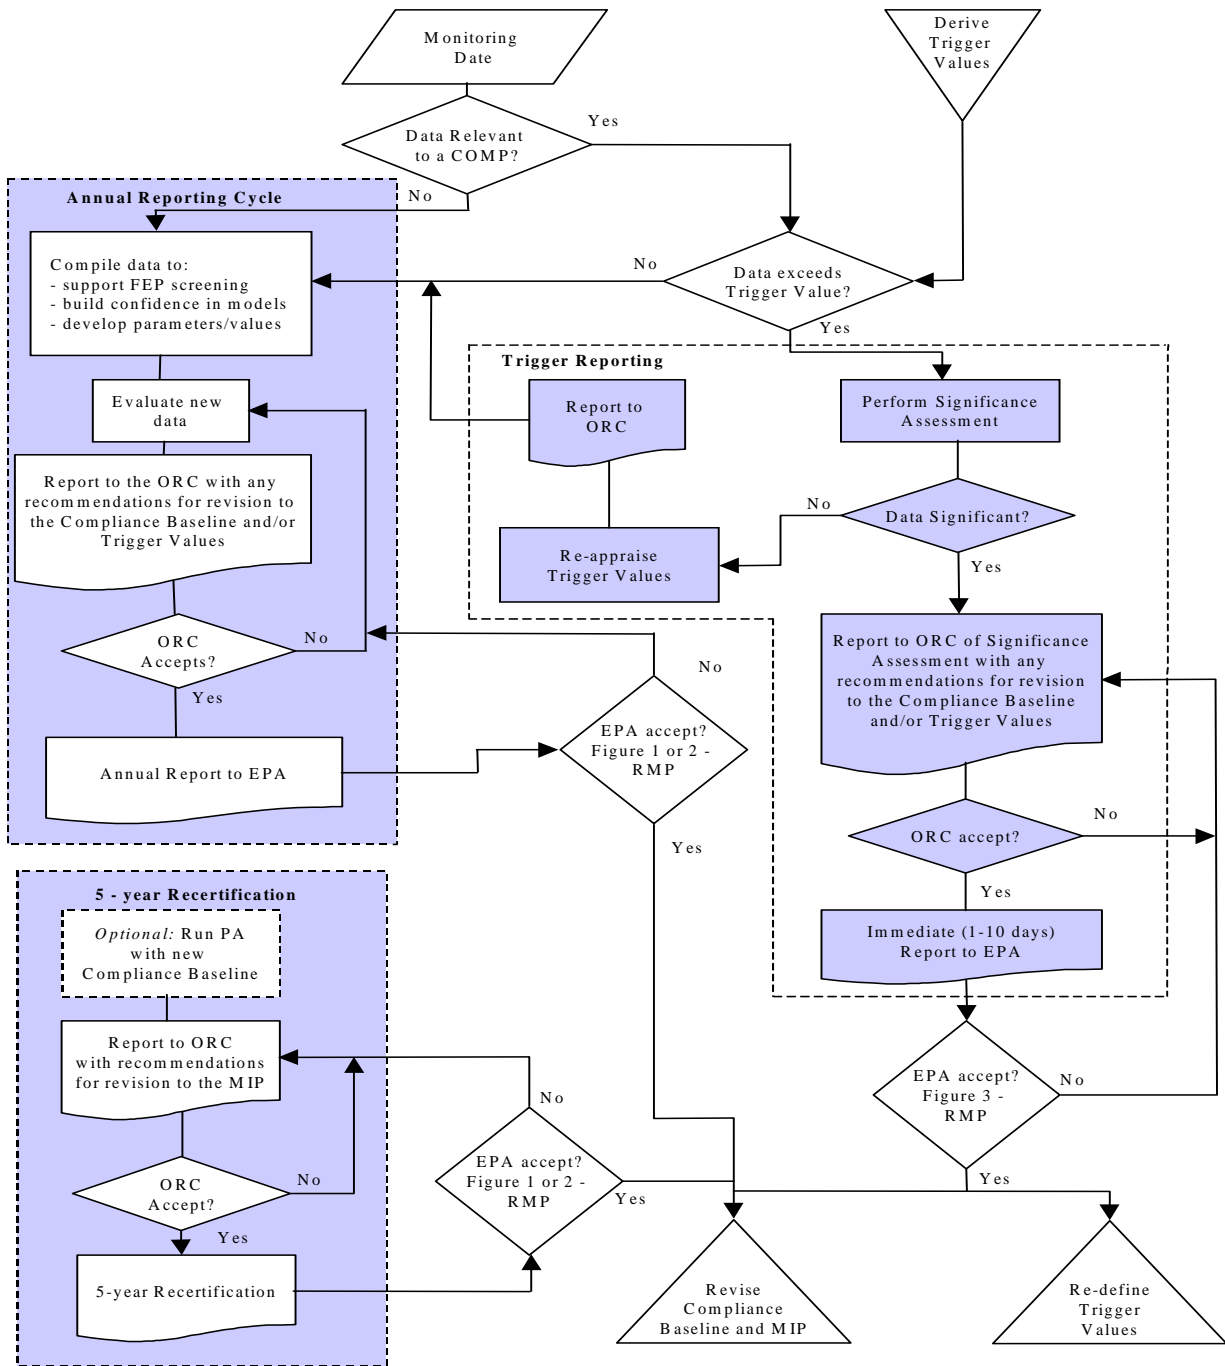 Monitoring
Date
Derive
Trigger
Values
Data Relevant
to a COMP?
Yes
No
Annual Reporting Cycle
Compile data to:
- support FEP screening
- build confidence in models
- develop parameters/values
No
Data exceeds
Trigger Value?
Yes
Trigger Reporting
Evaluate new
data
Report to
ORC
Perform Significance
Assessment
Report to the ORC with any
recommendations for revision to
the Compliance Baseline and/or
Trigger Values
No
Data Significant?
Re-appraise
Trigger Values
Yes
ORC
Accepts?
No
Yes
Report to ORC of Significance
Assessment with any
recommendations for revision
to the Compliance Baseline
and/or Trigger Values
No
EPA accept?
Figure 1 or 2 -
RMP
Yes
Annual Report to EPA
ORC accept?
No
Yes
5 - year Recertification
Optional: Run PA
with new
Compliance Baseline
Immediate (1-10 days)
Report to EPA
Report to ORC
with recommendations
for revision to the MIP
EPA accept?
Figure 3 -
RMP
No
Yes
No
EPA accept?
Figure 1 or 2 -
RMP
Yes
ORC
Accept?
No
Yes
5-year Recertification
Revise
Compliance
Baseline and MIP
Re-define
Trigger
Values